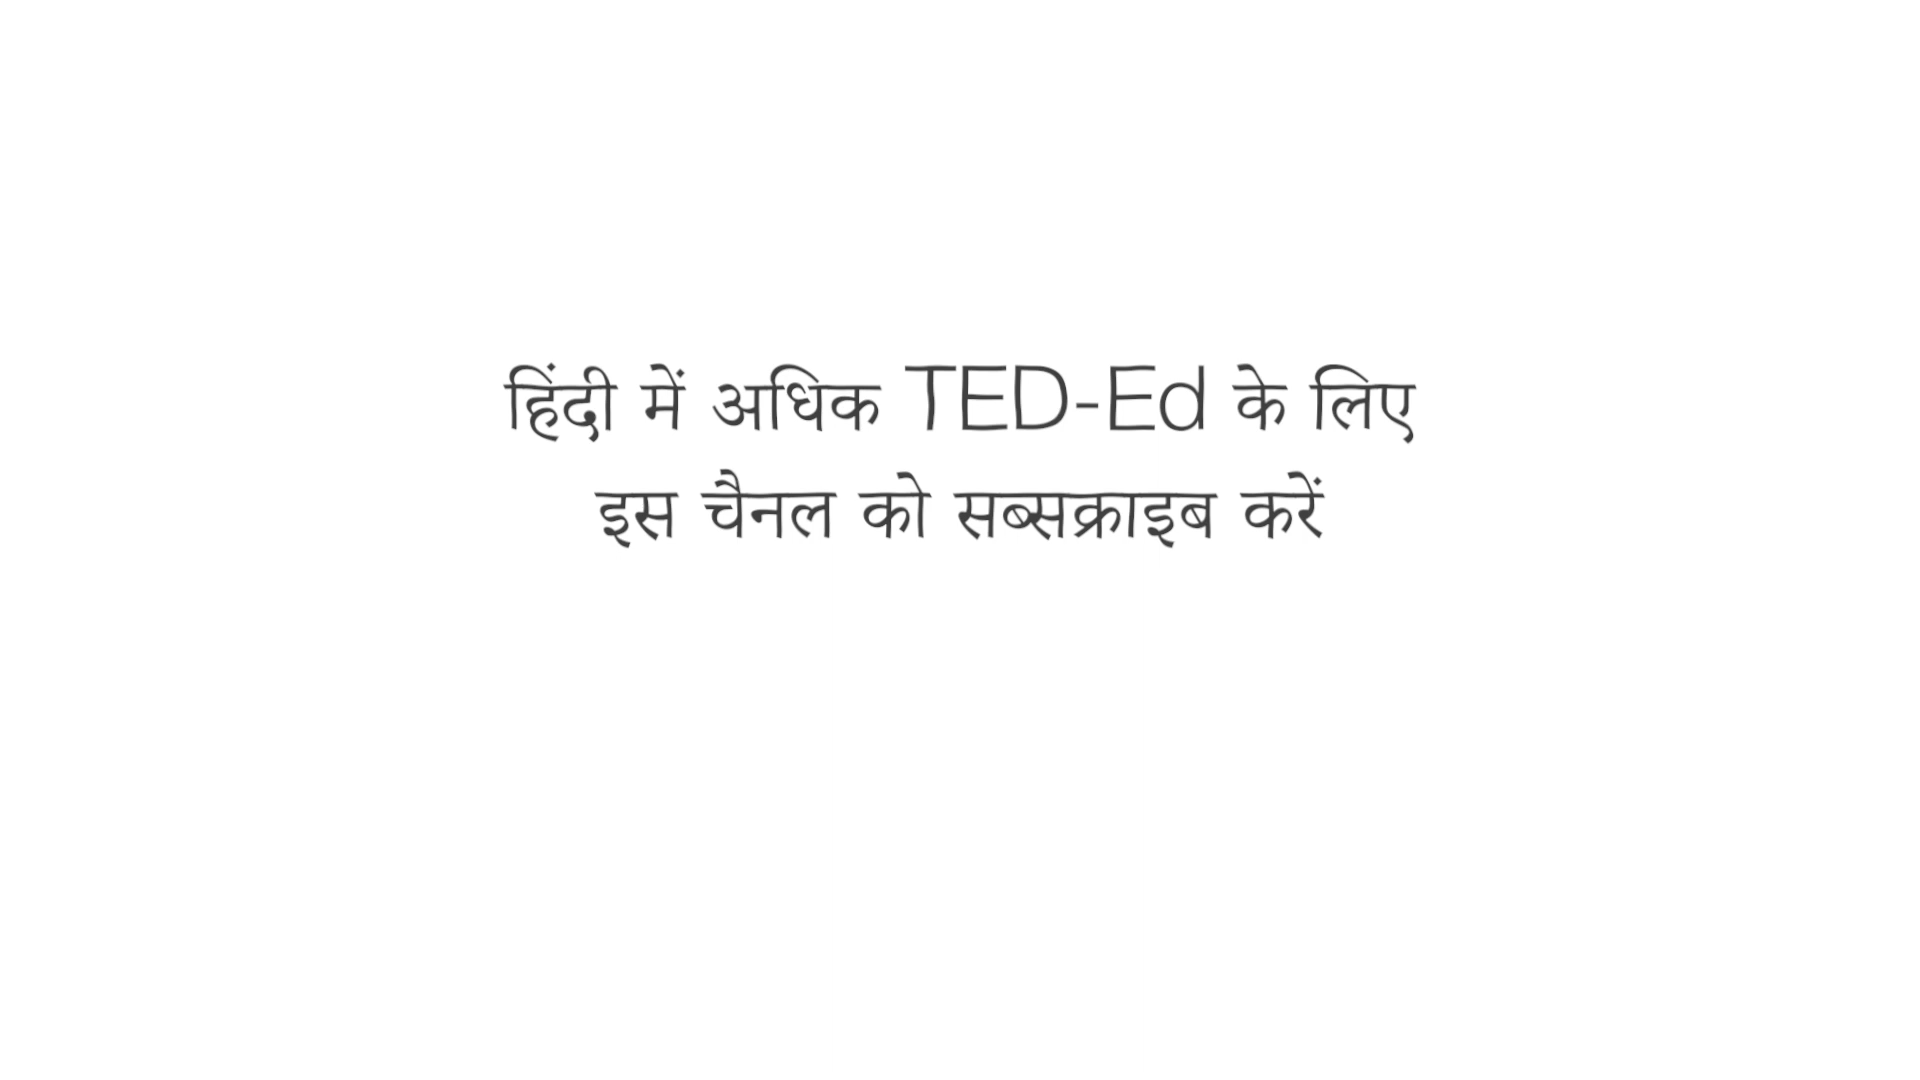 हिंदी में अधिक TED-Ed के लिए
इस चैनल को सब्सक्राइब करें